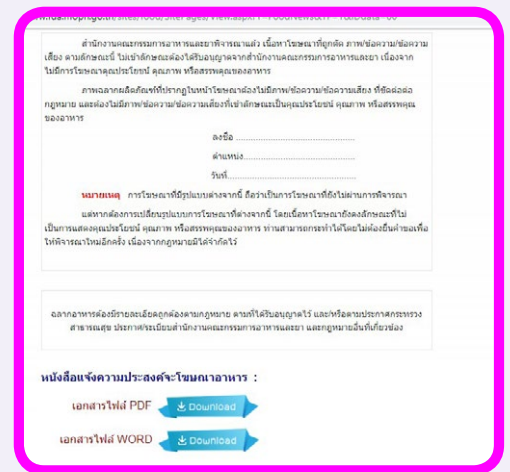 สำนักงานคณะกรรมการอาหารและยาพิจารณาแล้ว เนื้อหาโฆษณาที่ถูกตัด ภาพ/ข้อความ/ข้อความ
เสียง ตามลักษณะนี้ ไม่เข้าลักษณะต้องได้รับอนุญาตจากสำนักงานคณะกรรมการอาหารและยา เนื่องจาก
ไม่มีการโฆษณาคุณประโยชน์ คุณภาพ หรือสรรพคุณของอาหาร
ภาพฉลากผลิตภัณฑ์ที่ปรากฏในหน้าโฆษณาต้องไม่มีภาพ/ข้อความ/ข้อความเสียง ที่ขัดต่อต่อ
กฎหมาย และต้องไม่มีภาพ/ข้อความ/ข้อความเสียงที่เข้าลักษณะเป็นคุณประโยชน์ คุณภาพ หรือสรรพคุณ
ของอาหาร
ลงชื่อ
ตำแหน่ง
วันที่
หมายเหตุ การโฆษณาที่มีรูปแบบต่างจากนี้ ถือว่าเป็นการโฆษณาที่ยังไม่ผ่านการพิจารณา
แต่หากต้องการเปลี่ยนรูปแบบการโฆษณาที่ต่างจากนี้ โดยเนื้อหาโฆษณายังคงลักษณะที่ไม่
เป็นการแสดงคุณประโยชน์ คุณภาพ หรือสรรพคุณของอาหาร ท่านสามารถกระทำได้โดยไม่ต้องยื่นคำขอเพื่อ
ให้พิจารณาใหม่อีกครั้ง เนื่องจากกฎหมายมิได้จำกัดไว้
ฉลากอาหารต้องมีรายละเอียดถูกต้องตามกฎหมาย ตามที่ได้รับอนุญาตไว้ และ/หรือตามประกาศกระทรวง
สาธารณสุข ประกาศ/ระเบียบสำนักงานคณะกรรมการอาหารและยา และกฎหมายอื่นที่เกี่ยวข้อง
หนังสือแจ้งความประสงค์จะโฆษณาอาหาร :
เอกสารไฟล์ PDF Download
เอกสารไฟล์ WORD Download